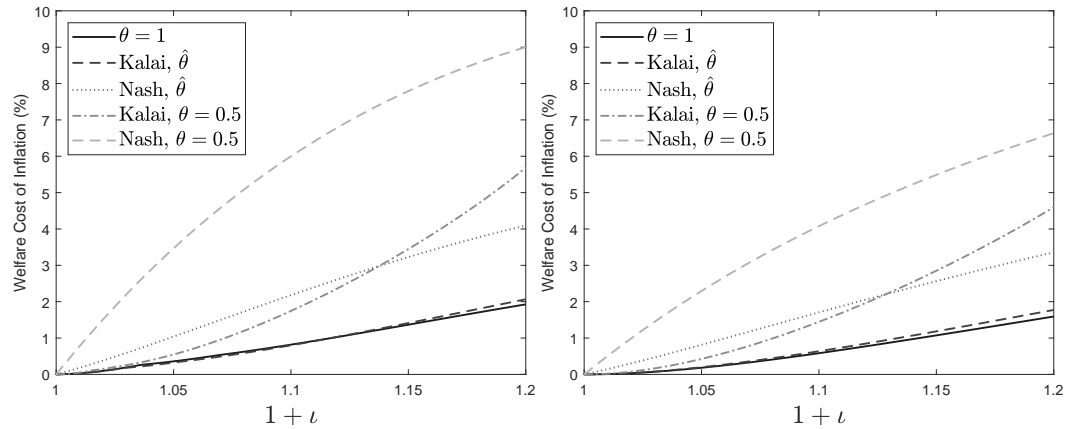 Welfare Cost of Inflation (%)
10
9
8
7
6
5
4
3
2
1
0
θ = 1
Kalai, θ̂
Nash, θ̂
Kalai, θ = 0.5
Nash, θ = 0.5
1 1.05 1.1 1.15 1.2
1 + ι
Welfare Cost of Inflation (%)
10
9
8
7
6
5
4
3
2
1
0
θ = 1
Kalai, θ̂
Nash, θ̂
Kalai, θ = 0.5
Nash, θ = 0.5
1 1.05 1.1 1.15 1.2
1 + ι